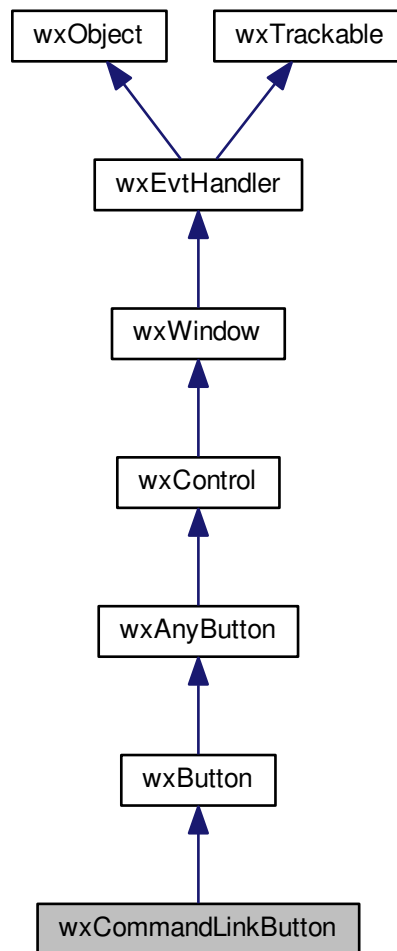 wxObject
wxTrackable
wxEvtHandler
wxWindow
wxControl
wxAnyButton
wxButton
wxCommandLinkButton